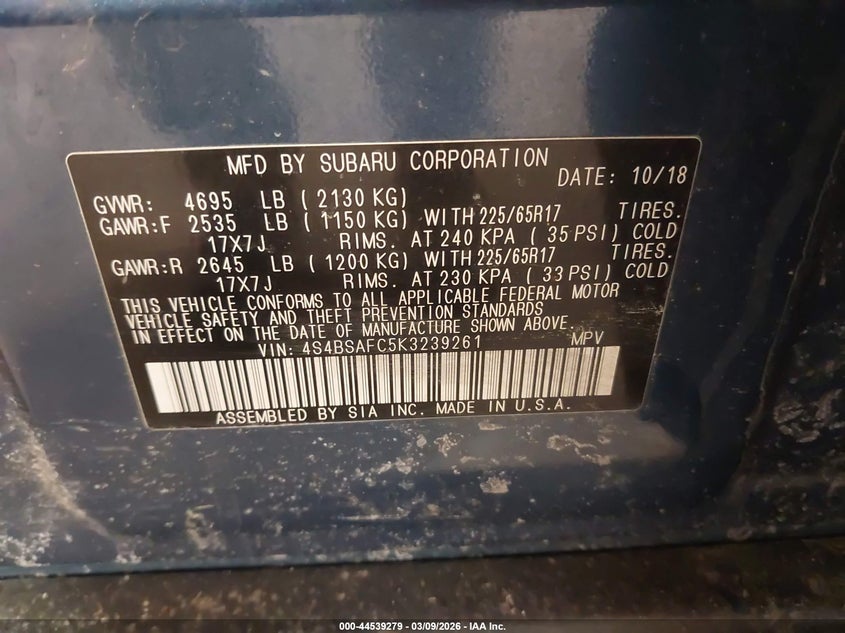 MFD BY SUBARU CORPORATION
DATE: 10/18
GVWR: 4695 LB ( 2130 KG)
GAWR:F 2535 LB ( 1150 KG) WITH 225/65R17 TIRES.
17X7J RIMS. AT 240 KPA ( 35 PSI) COLD
GAWR:R 2645 LB ( 1200 KG) WITH 225/65R17 TIRES.
17X7J RIMS. AT 230 KPA ( 33 PSI) COLD
THIS VEHICLE CONFORMS TO ALL APPLICABLE FEDERAL MOTOR
VEHICLE SAFETY AND THEFT PREVENTION STANDARDS
IN EFFECT ON THE DATE OF MANUFACTURE SHOWN ABOVE.
VIN: 4S4BSAFC5K3239261 MPV
ASSEMBLED BY SIA INC. MADE IN U.S.A.
000-44539279 - 03/09/2026 - IAA Inc.